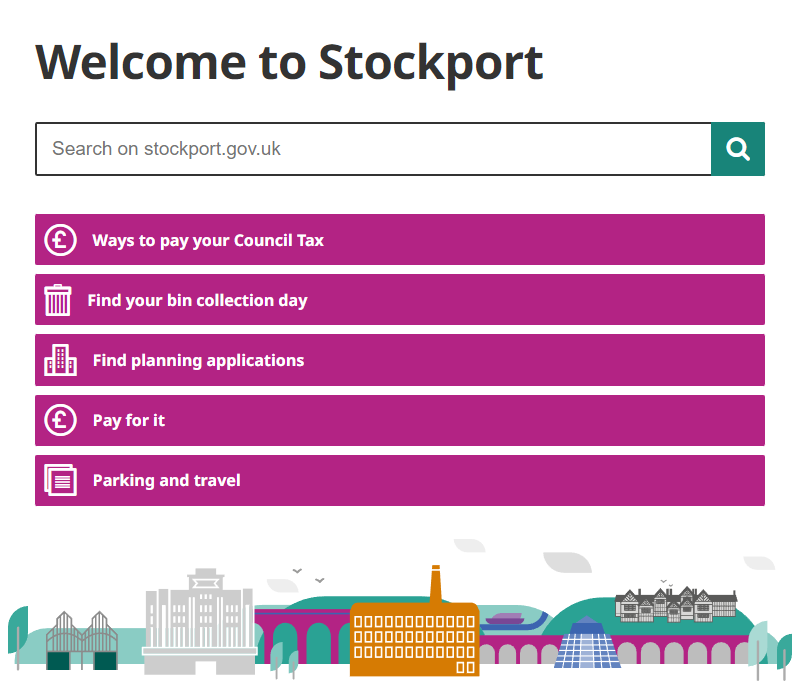 Welcome to Stockport
Search on stockport.gov.uk
£ Ways to pay your Council Tax
Find your bin collection day
Find planning applications
£ Pay for it
Parking and travel